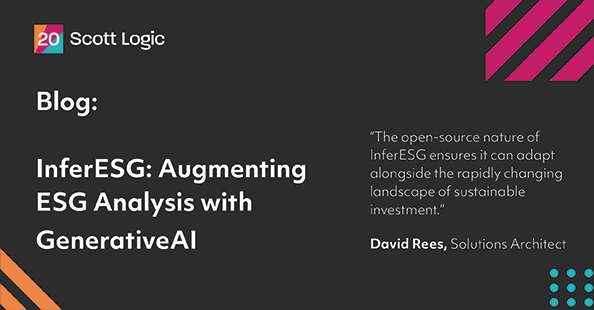 20 Scott Logic
Blog:
InferESG: Augmenting
ESG Analysis with
GenerativeAI
“The open-source nature of
InferESG ensures it can adapt
alongside the rapidly changing
landscape of sustainable
investment.”
David Rees, Solutions Architect